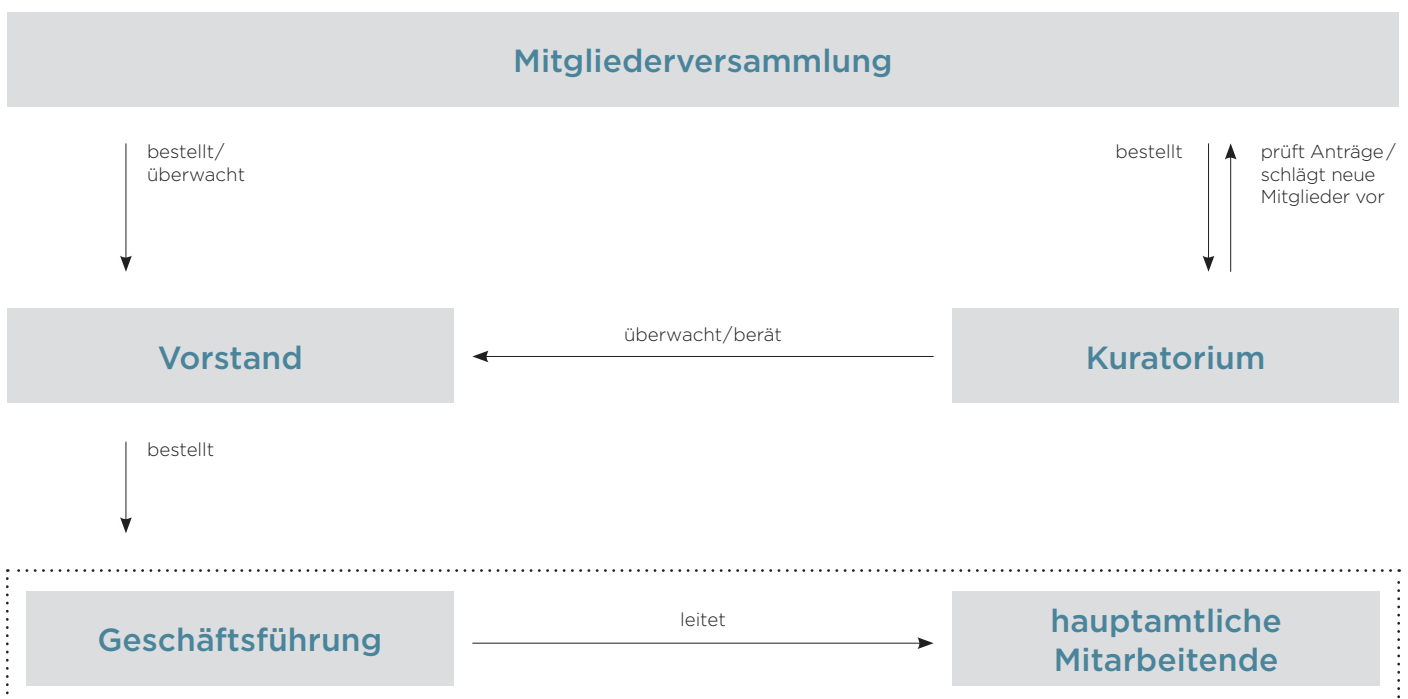 Mitgliederversammlung
bestellt/
überwacht
bestellt
prüft Anträge/
schlägt neue
Mitglieder vor
Vorstand
überwacht/berät
Kuratorium
bestellt
Geschäftsführung
leitet
hauptamtliche
Mitarbeitende